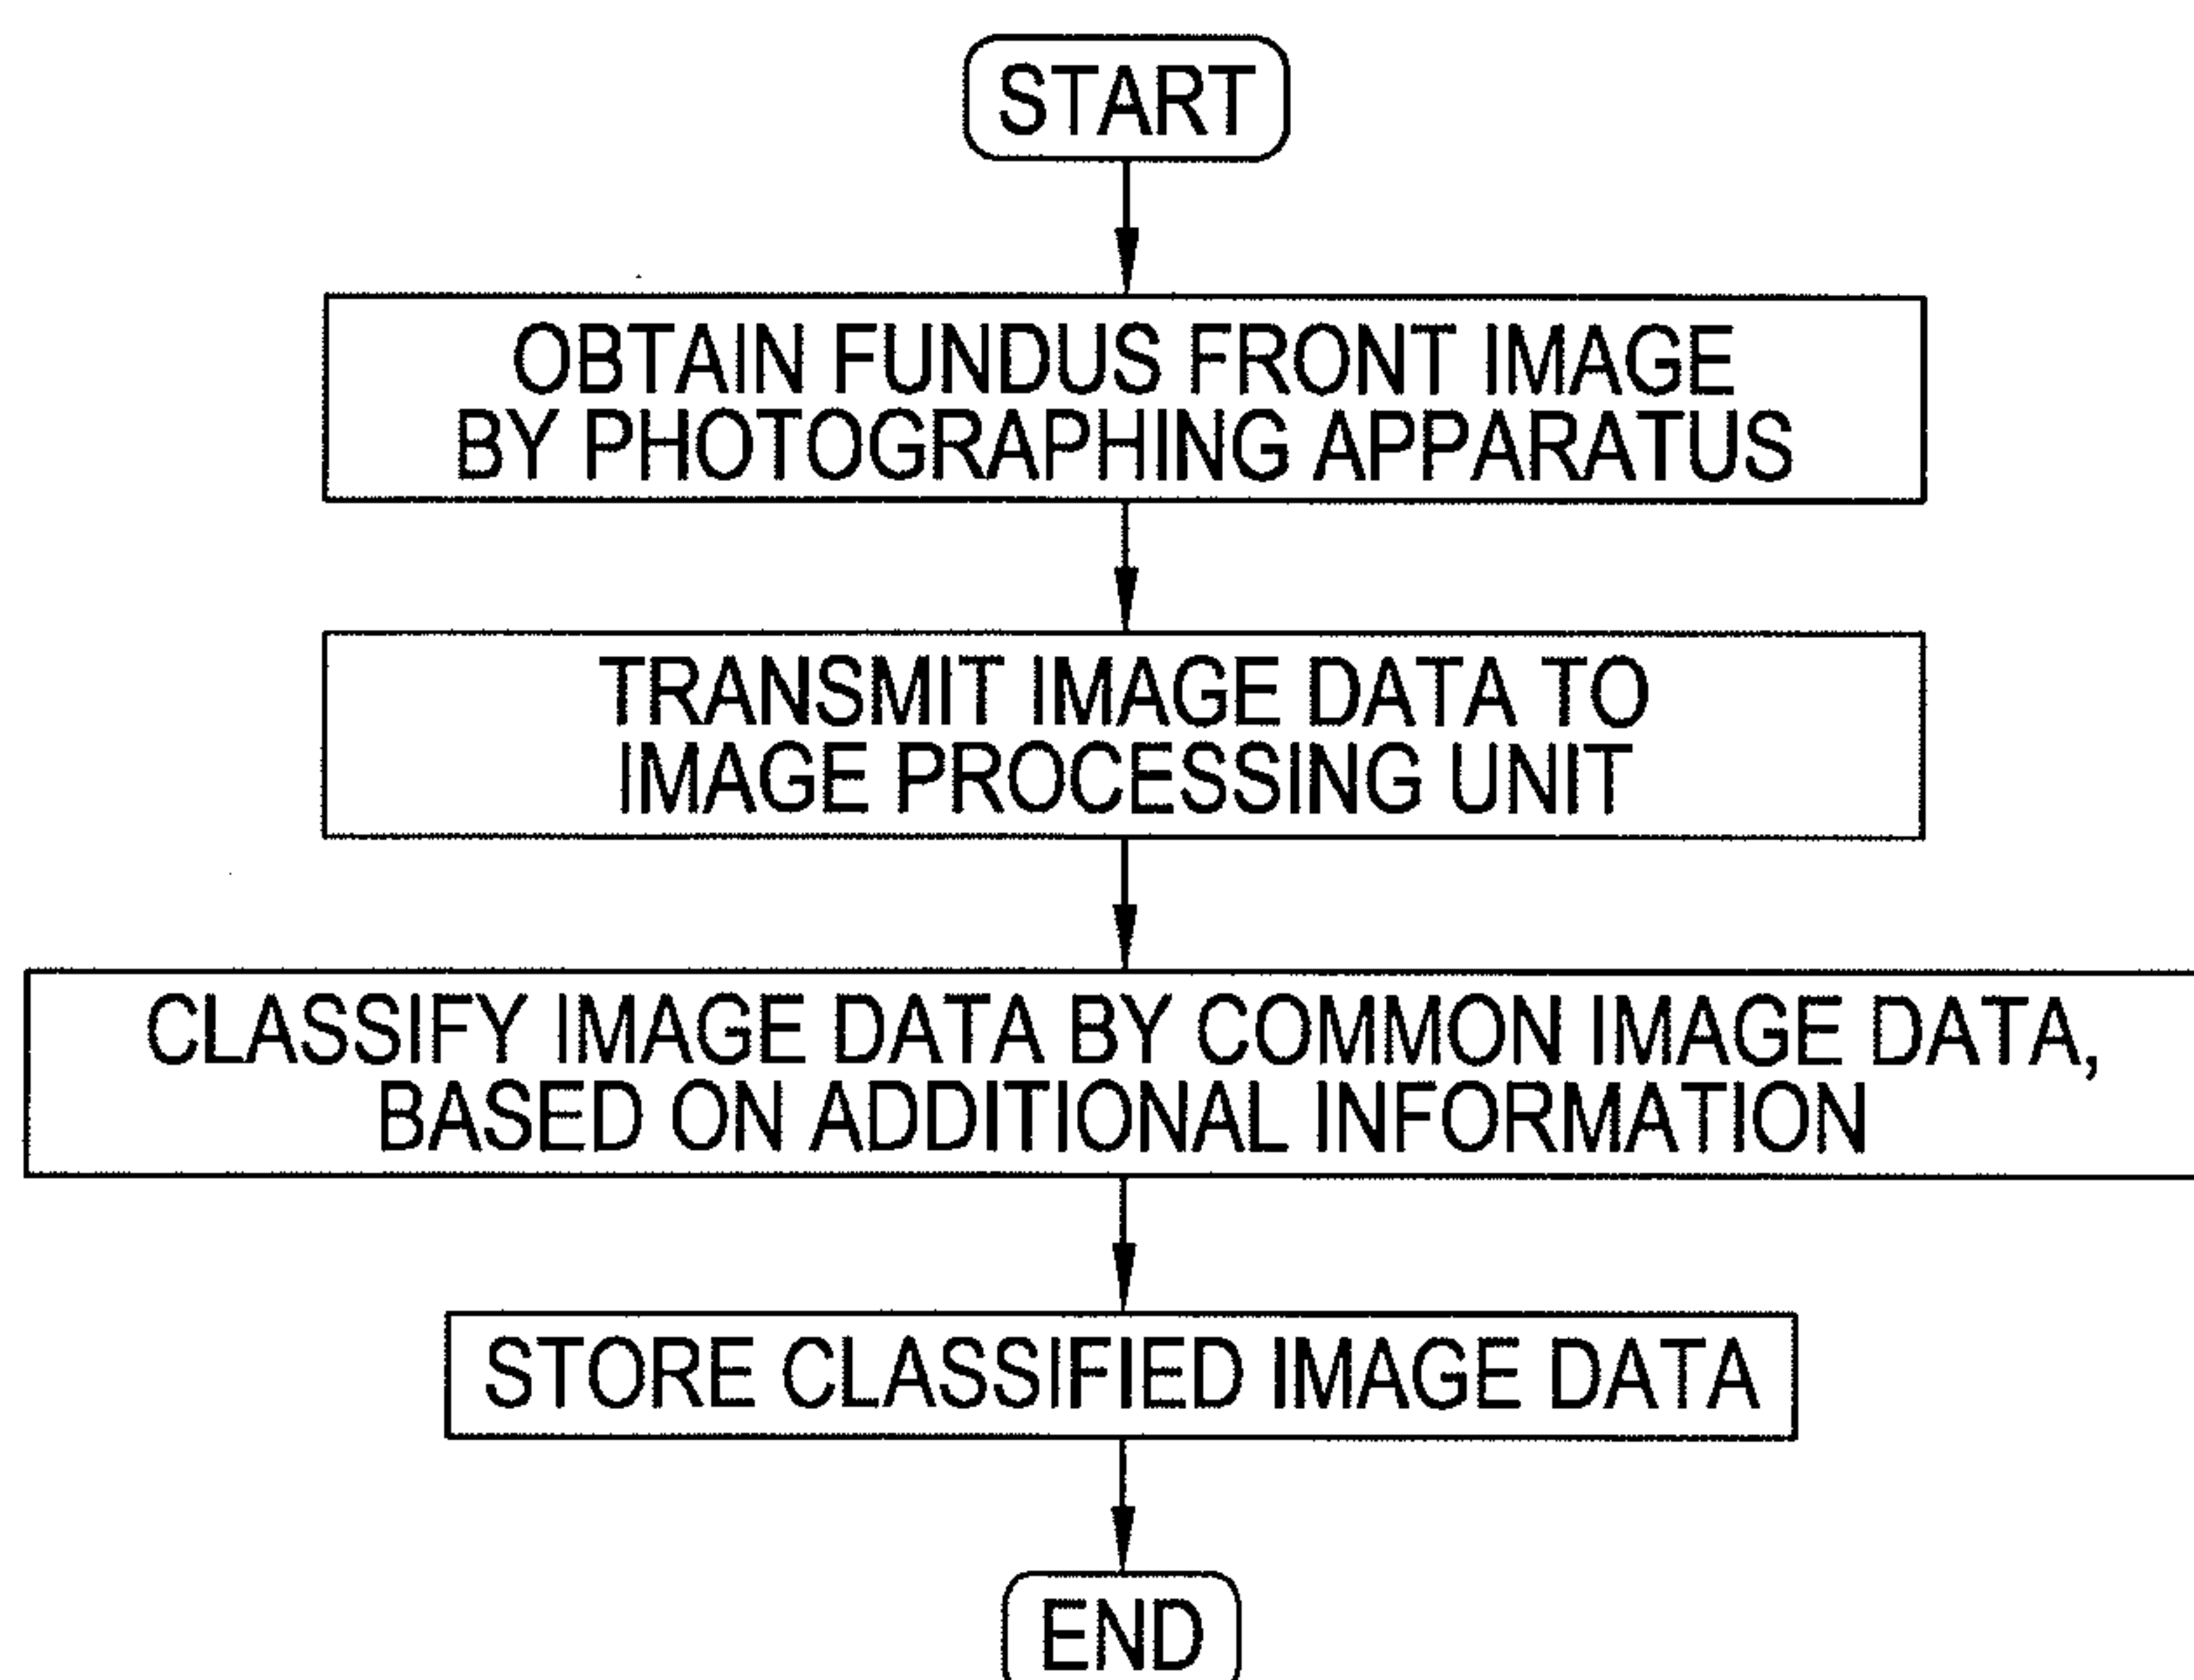 START
OBTAIN FUNDUS FRONT IMAGE
BY PHOTOGRAPHING APPARATUS
TRANSMIT IMAGE DATA TO
IMAGE PROCESSING UNIT
CLASSIFY IMAGE DATA BY COMMON IMAGE DATA,
BASED ON ADDITIONAL INFORMATION
STORE CLASSIFIED IMAGE DATA
END